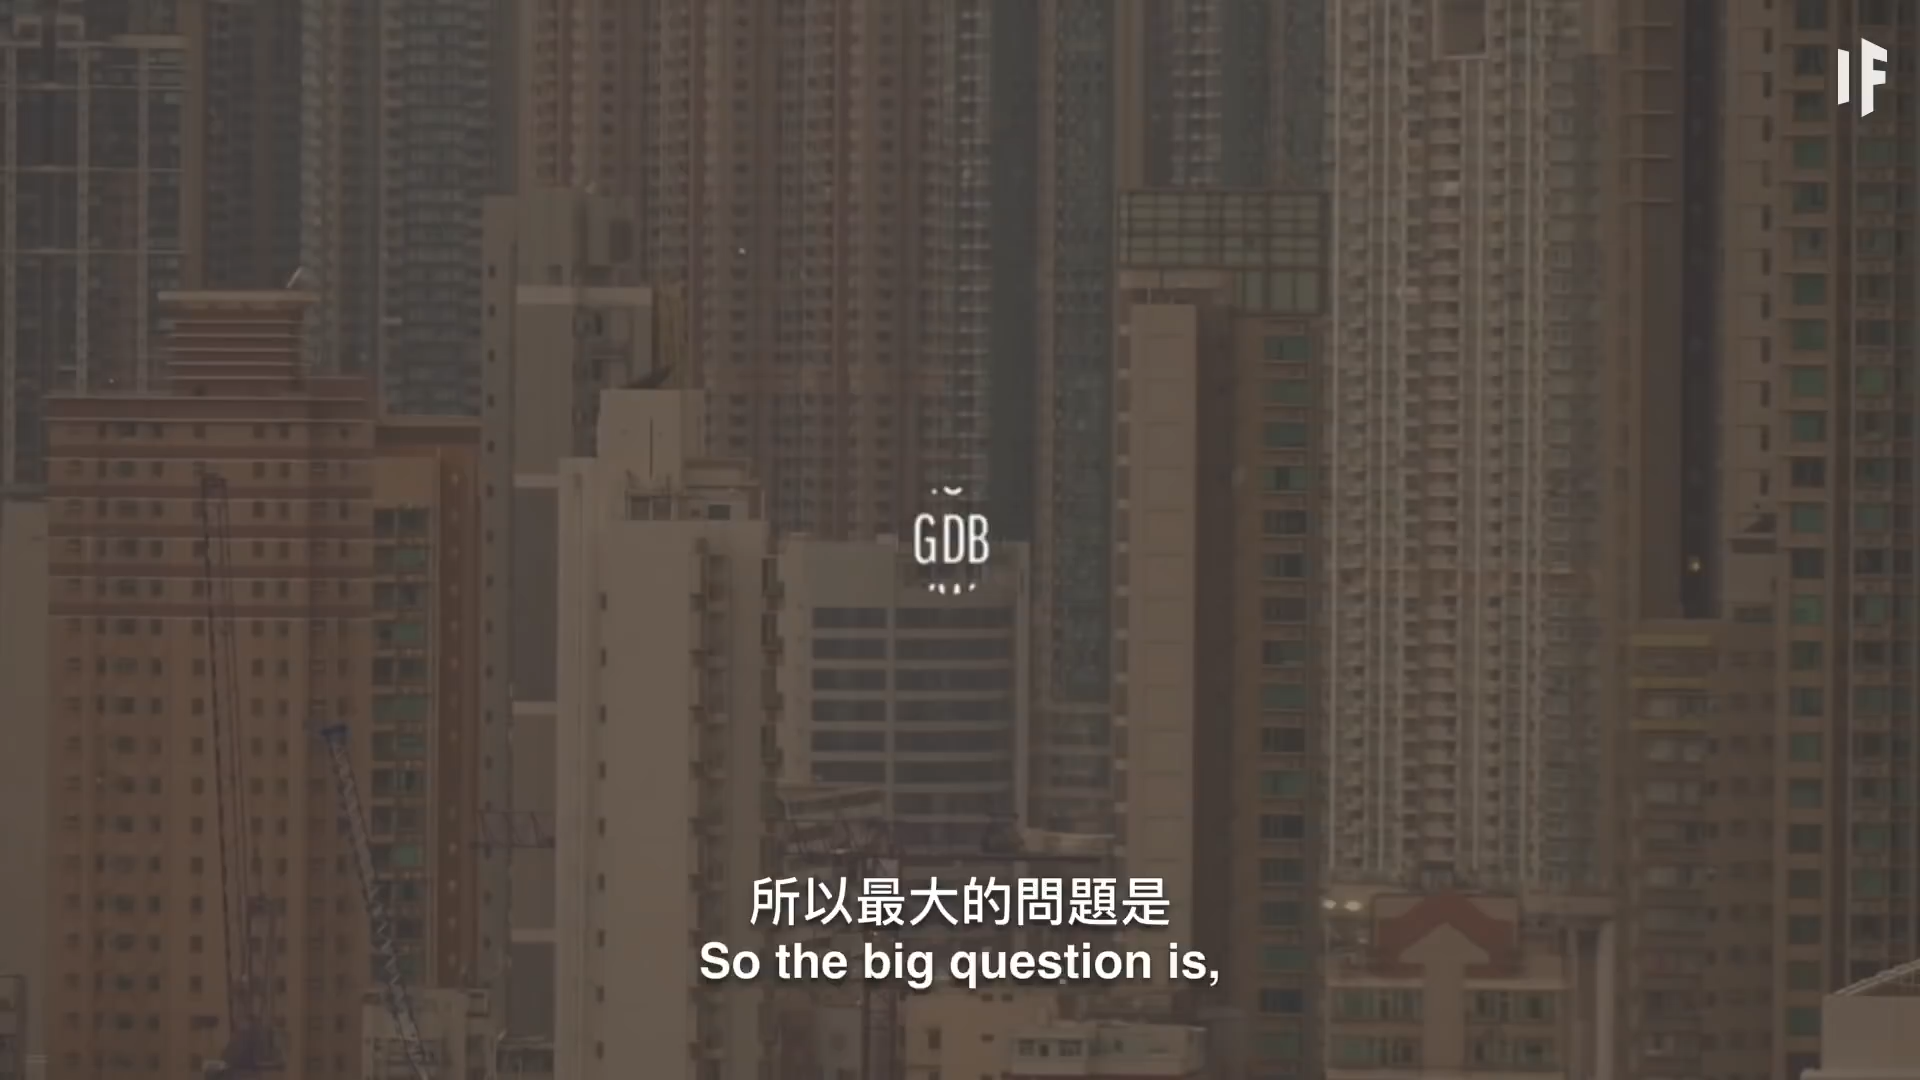 IF
GDB
所以最大的問題是
So the big question is,